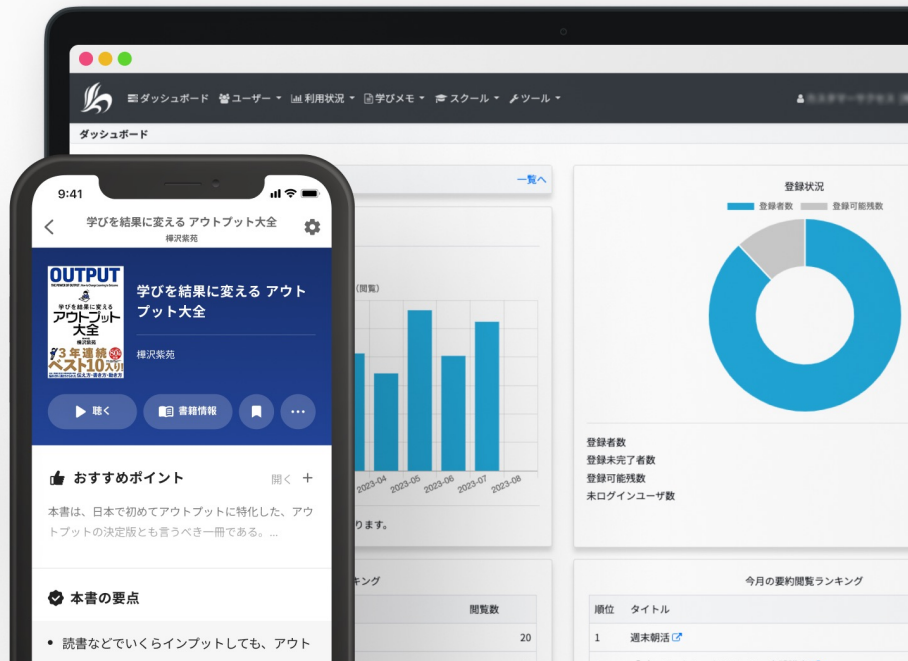 ダッシュボード ユーザー 利用状況 学びメモ スクール ツール
ダッシュボード
一覧へ
(閲覧)
2023-04 2023-05 2023-06 2023-07 2023-08
ります。
キング
閲覧数
20
登録状況
登録者数 登録可能残数
登録者数
登録未完了者数
登録可能残数
未ログインユーザ数
今月の要約閲覧ランキング
順位 タイトル
1 週末朝活
9:41
学びを結果に変える アウトプット大全
樺沢紫苑
OUTPUT
学びを結果に変える
アウトプット
大全
樺沢紫苑
3年連続
ベスト10入り!
伝え方・書き方・動き方
学びを結果に変える アウト
プット大全
樺沢紫苑
聴く 書籍情報
おすすめポイント 開く +
本書は、日本で初めてアウトプットに特化した、アウ
トプットの決定版とも言うべき一冊である。...
本書の要点
• 読書などでいくらインプットしても、アウト